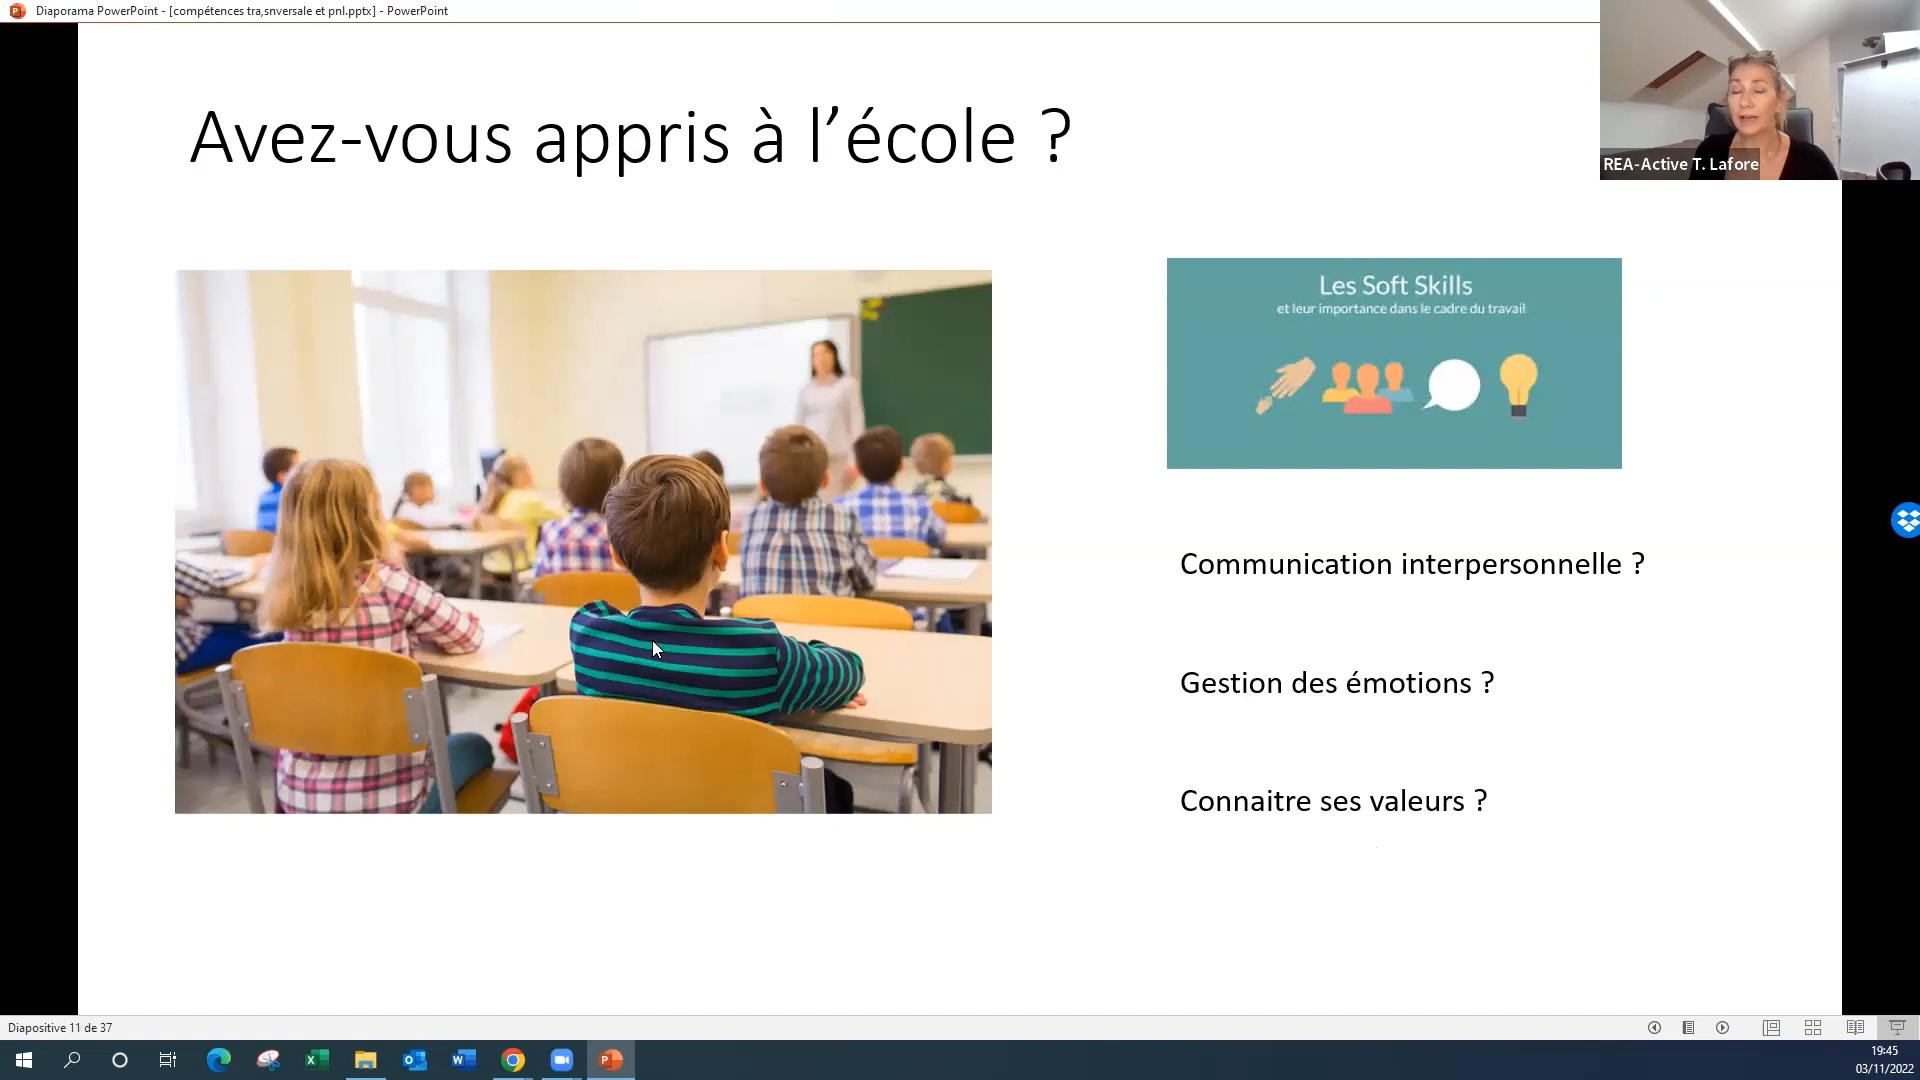 Diaporama PowerPoint - [compétences tra,snversale et pnl.pptx] - PowerPoint
REA-Active T. Lafore
Avez-vous appris à l’école ?
Les Soft Skills
et leur importance dans le cadre du travail
Communication interpersonnelle ?
Gestion des émotions ?
Connaitre ses valeurs ?
Diapositive 11 de 37
19:45
03/11/2022